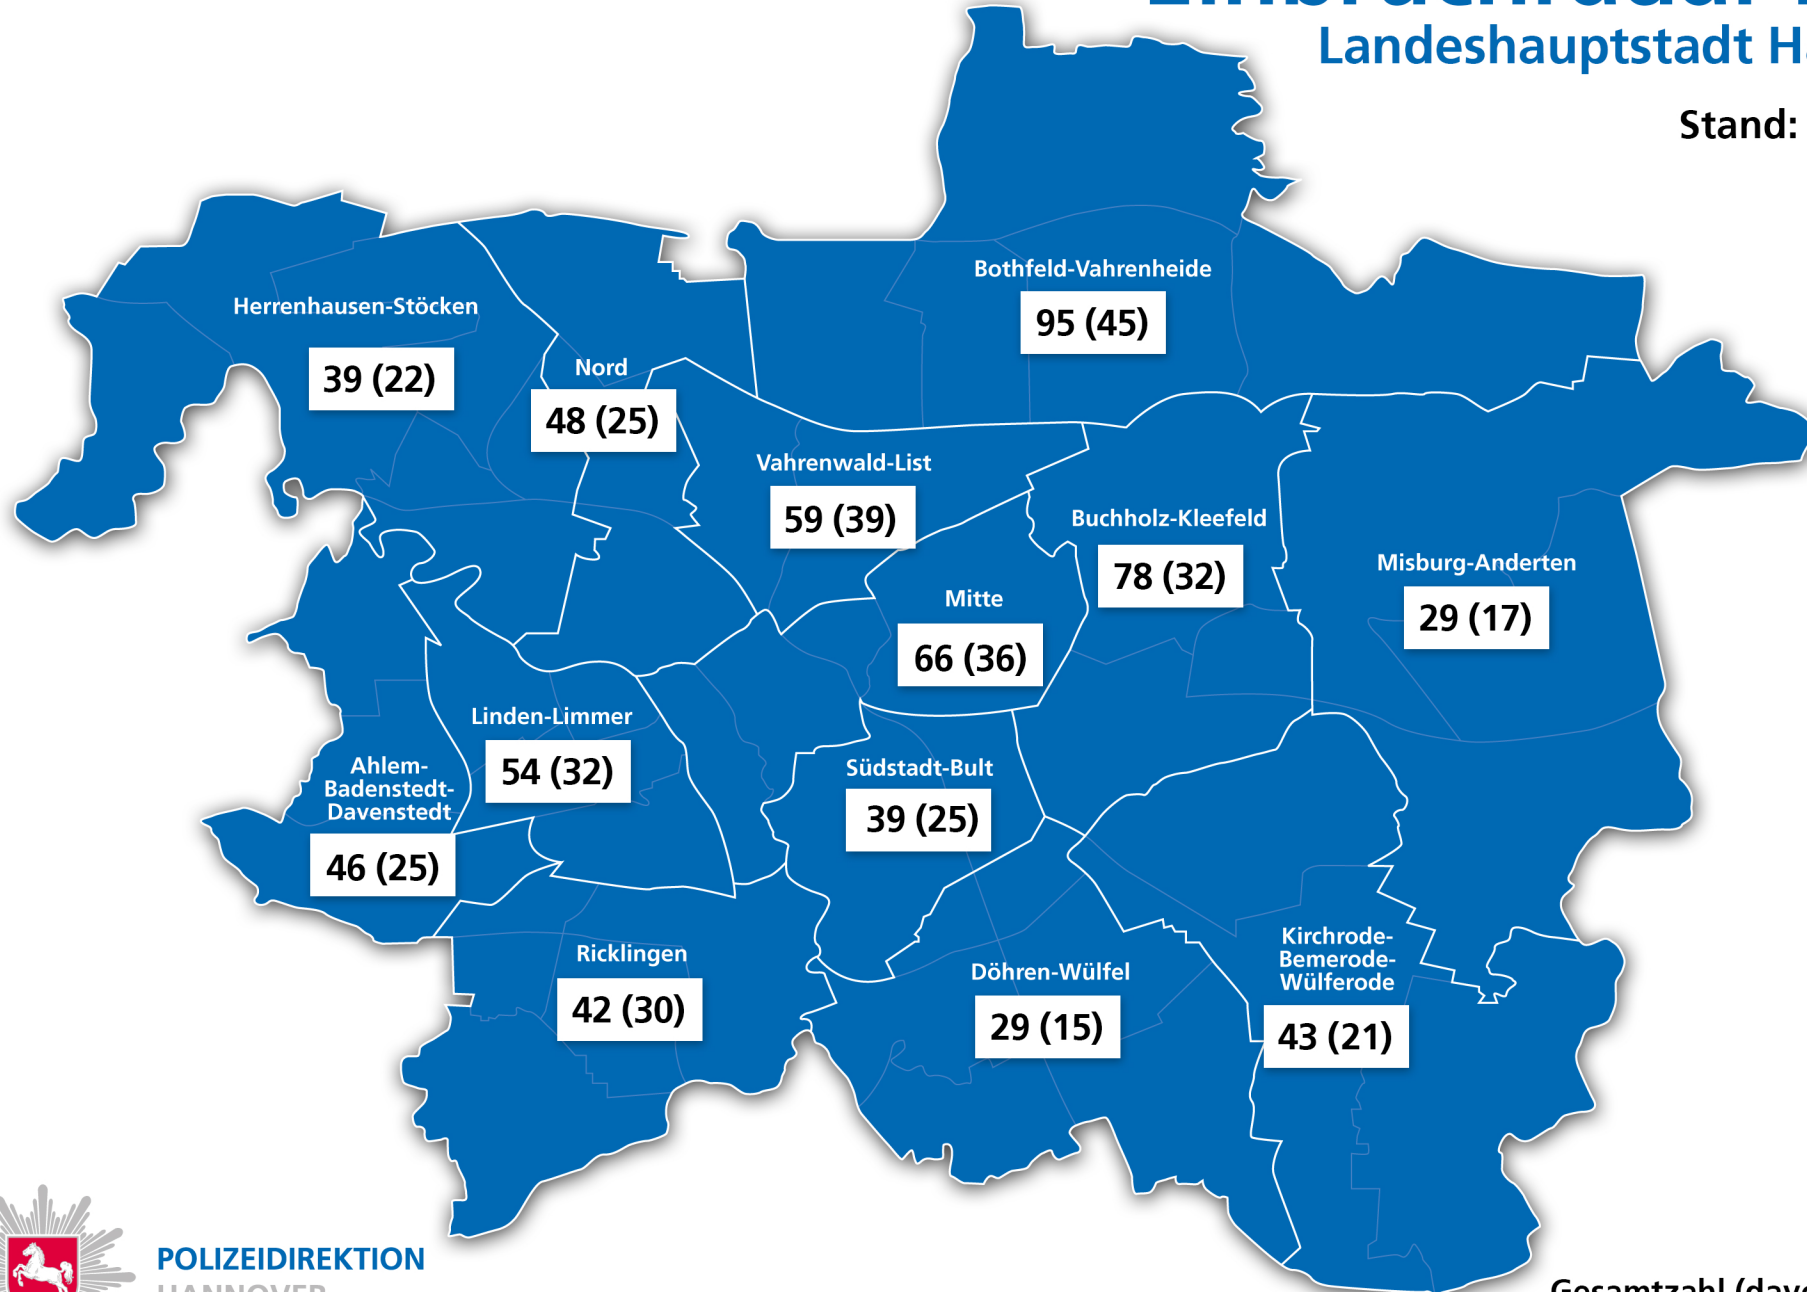 Landeshauptstadt
Stand:
Bothfeld-Vahrenheide
95 (45)
Herrenhausen-Stöcken
39 (22)
Nord
48 (25)
Vahrenwald-List
59 (39)
Buchholz-Kleefeld
78 (32)
Misburg-Anderten
29 (17)
Mitte
66 (36)
Linden-Limmer
54 (32)
Ahlem-
Badenstedt-
Davenstedt
46 (25)
Südstadt-Bult
39 (25)
Ricklingen
42 (30)
Döhren-Wülfel
29 (15)
Kirchrode-
Bemerode-
Wülferode
43 (21)
POLIZEIDIREKTION
HANNOVER
Gesamtzahl